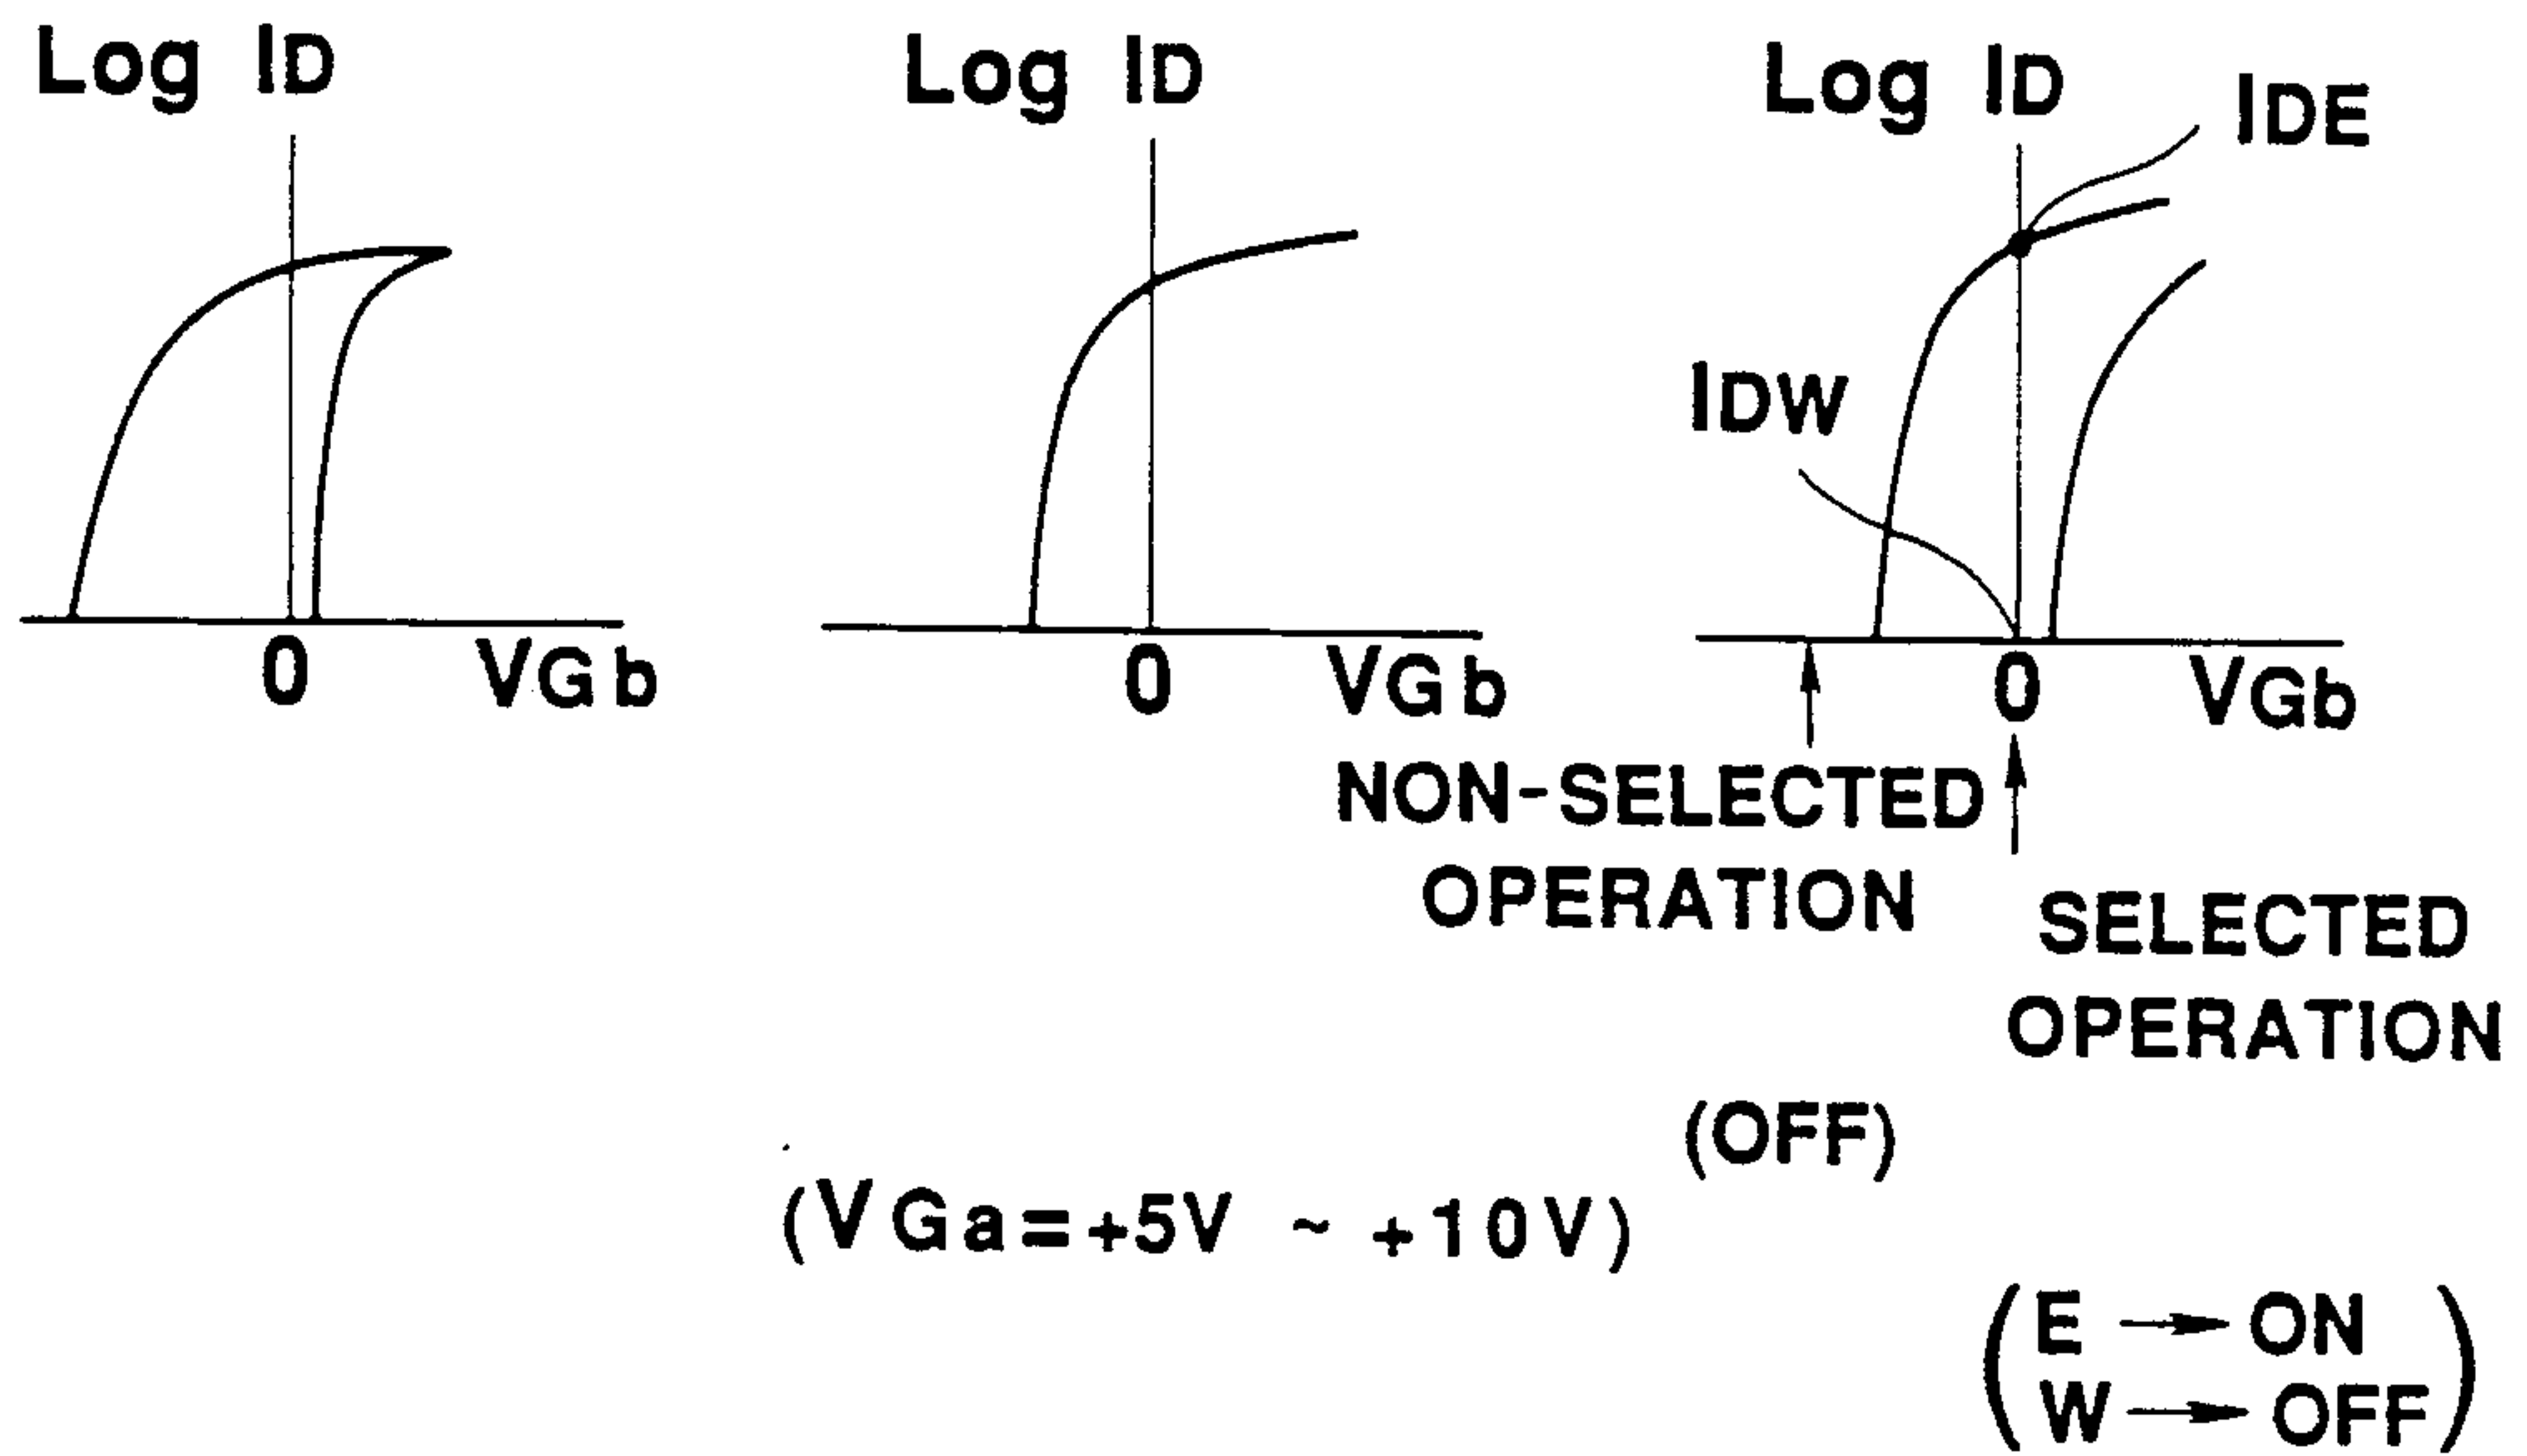 Log ID
0
VGb
Log ID
0
VGb
Log ID
IDE
IDW
0
VGb
NON-SELECTED
OPERATION
SELECTED
OPERATION
(OFF)
(VGa=+5V ~ +10V)
(E → ON
W → OFF)